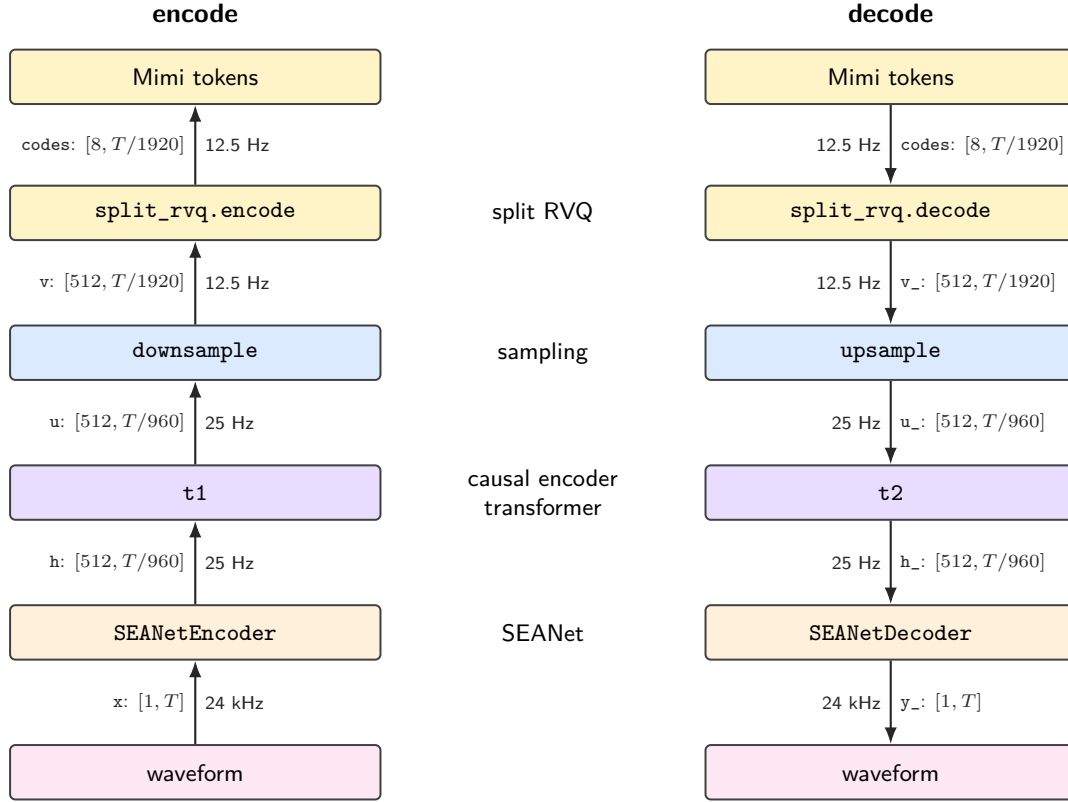 encode
decode
Mimi tokens
Mimi tokens
codes: [8, T/1920] 12.5 Hz
12.5 Hz codes: [8, T/1920]
split_rvq.encode
split RVQ
split_rvq.decode
v: [512, T/1920] 12.5 Hz
12.5 Hz v_: [512, T/1920]
downsample
sampling
upsample
u: [512, T/960] 25 Hz
25 Hz u_: [512, T/960]
t1
causal encoder
transformer
t2
h: [512, T/960] 25 Hz
25 Hz h_: [512, T/960]
SEANetEncoder
SEANet
SEANetDecoder
x: [1, T] 24 kHz
24 kHz y_: [1, T]
waveform
waveform